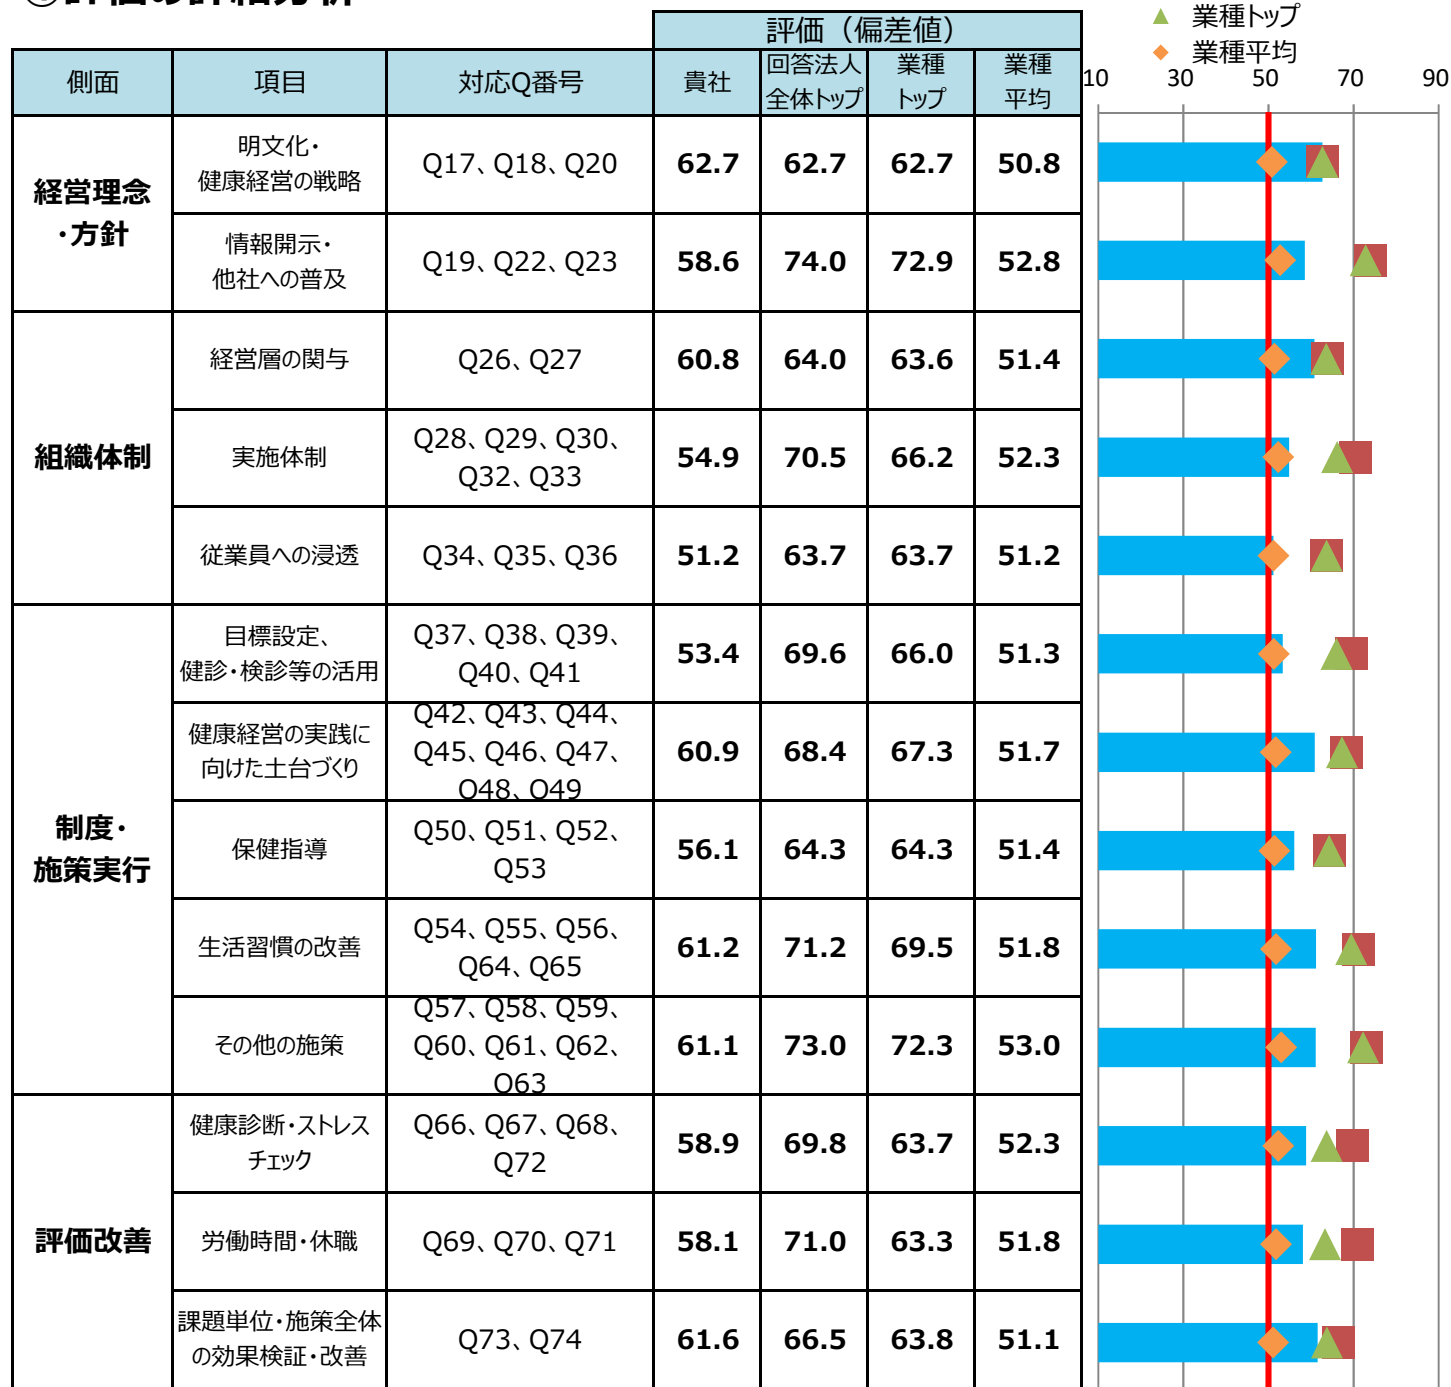 ①評価の詳細分析
業種トップ
業種平均
評価（偏差値）
側面 項目 対応Q番号 貴社 回答法人 業種 業種
全体トップ トップ 平均
10 30 50 70 90
経営理念
・方針
明文化・
健康経営の戦略
Q17、Q18、Q20
62.7 62.7 62.7 50.8
情報開示・
他社への普及
Q19、Q22、Q23
58.6 74.0 72.9 52.8
組織体制
経営層の関与
Q26、Q27
60.8 64.0 63.6 51.4
実施体制
Q28、Q29、Q30、
Q32、Q33
54.9 70.5 66.2 52.3
従業員への浸透
Q34、Q35、Q36
51.2 63.7 63.7 51.2
制度・
施策実行
目標設定、
健診・検診等の活用
Q37、Q38、Q39、
Q40、Q41
53.4 69.6 66.0 51.3
健康経営の実践に
向けた土台づくり
Q42、Q43、Q44、
Q45、Q46、Q47、
Q48、Q49
60.9 68.4 67.3 51.7
保健指導
Q50、Q51、Q52、
Q53
56.1 64.3 64.3 51.4
生活習慣の改善
Q54、Q55、Q56、
Q64、Q65
61.2 71.2 69.5 51.8
その他の施策
Q57、Q58、Q59、
Q60、Q61、Q62、
Q63
61.1 73.0 72.3 53.0
評価改善
健康診断・ストレス
チェック
Q66、Q67、Q68、
Q72
58.9 69.8 63.7 52.3
労働時間・休職
Q69、Q70、Q71
58.1 71.0 63.3 51.8
課題単位・施策全体
の効果検証・改善
Q73、Q74
61.6 66.5 63.8 51.1